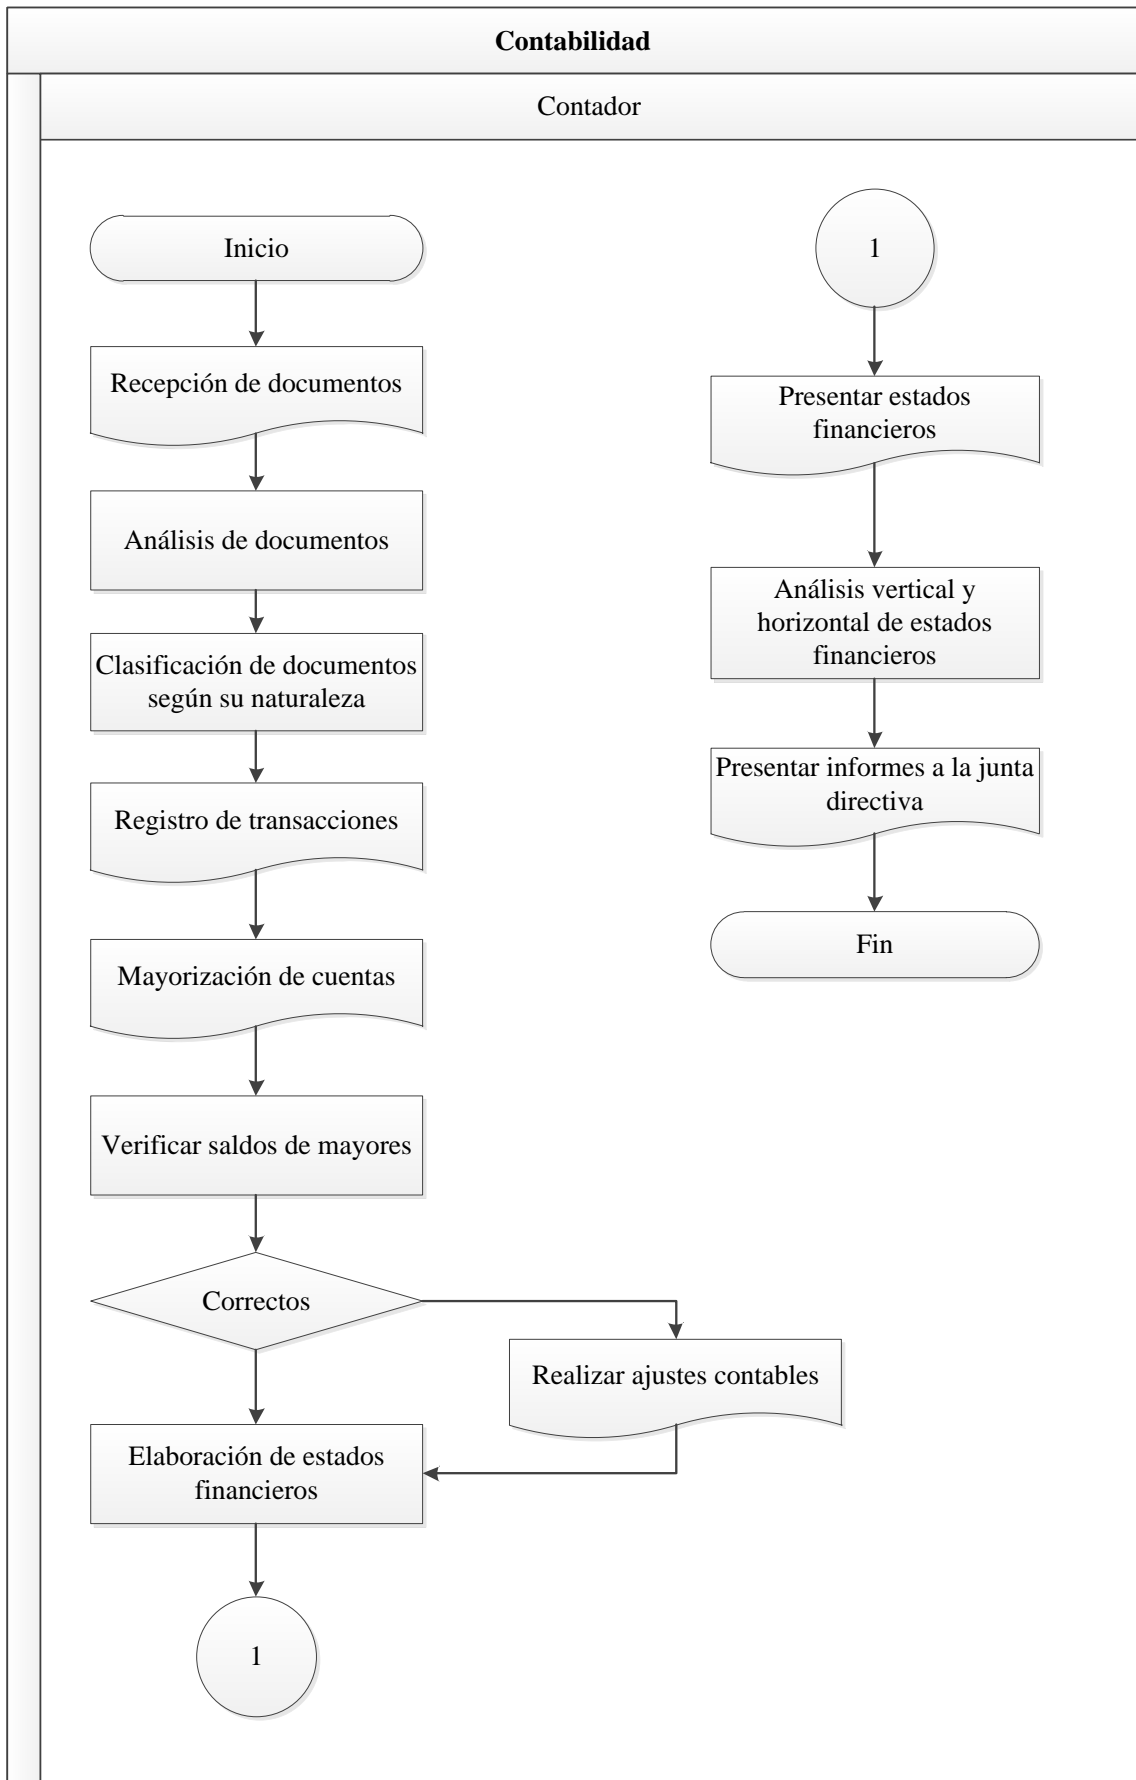 Contabilidad
Contador
Inicio
Recepción de documentos
Análisis de documentos
Clasificación de documentos
según su naturaleza
Registro de transacciones
Mayorización de cuentas
Verificar saldos de mayores
Correctos
Realizar ajustes contables
Elaboración de estados
financieros
1
1
Presentar estados
financieros
Análisis vertical y
horizontal de estados
financieros
Presentar informes a la junta
directiva
Fin